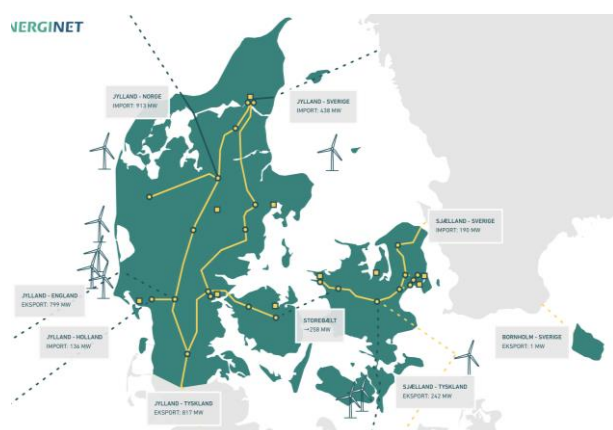 NERGINET
JYLLAND - NORGE
IMPORT: 913 MW
JYLLAND - SVERIGE
IMPORT: 438 MW
SJÆLLAND - SVERIGE
IMPORT: 190 MW
JYLLAND - ENGLAND
EKSPORT: 799 MW
STOREBÆLT
→258 MW
JYLLAND - HOLLAND
IMPORT: 136 MW
BORNHOLM - SVERIGE
EKSPORT: 1 MW
SJÆLLAND - TYSKLAND
EKSPORT: 242 MW
JYLLAND - TYSKLAND
EKSPORT: 817 MW